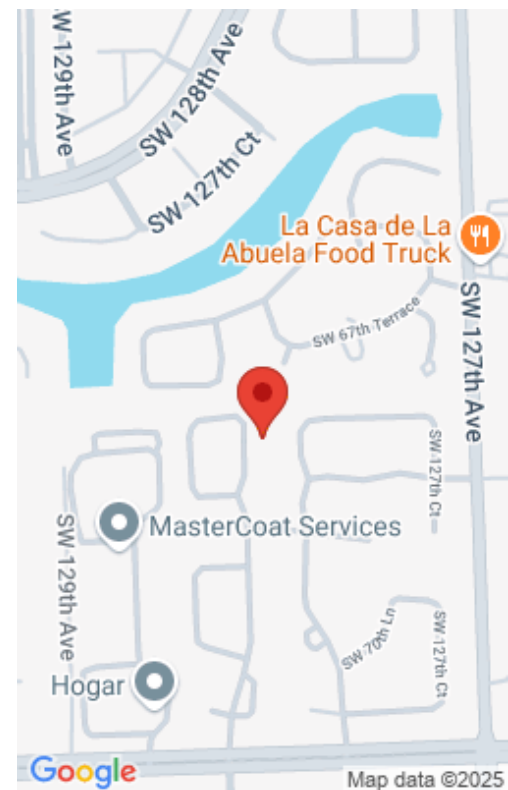 SW 129th Ave
SW 128th Ave
SW 127th Ct
La Casa de La
Abuela Food Truck
SW 67th Terrace
SW 127th Ave
SW 127th Ct
MasterCoat Services
SW 129th Ave
SW 70th Ln
SW 127th Ct
Hogar
Google
Map data ©2025